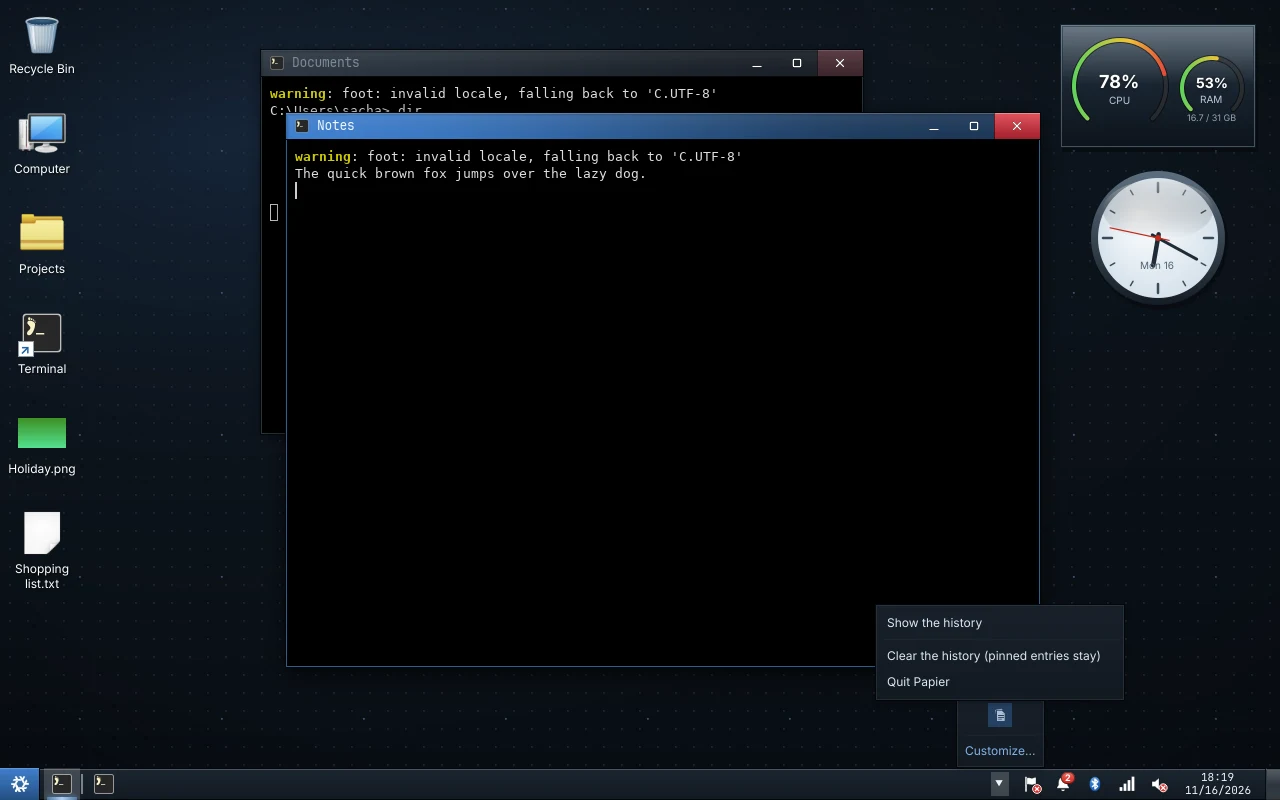 Recycle Bin
Computer
Projects
Terminal
Holiday.png
Shopping
list.txt
Documents
warning: foot: invalid locale, falling back to 'C.UTF-8'
C:\Users\sacha> dir
Notes
warning: foot: invalid locale, falling back to 'C.UTF-8'
The quick brown fox jumps over the lazy dog.
78%
CPU
53%
RAM
16.7 / 31 GB
Mon 16
Show the history
Clear the history (pinned entries stay)
Quit Papier
Customize...
2
18:19
11/16/2026